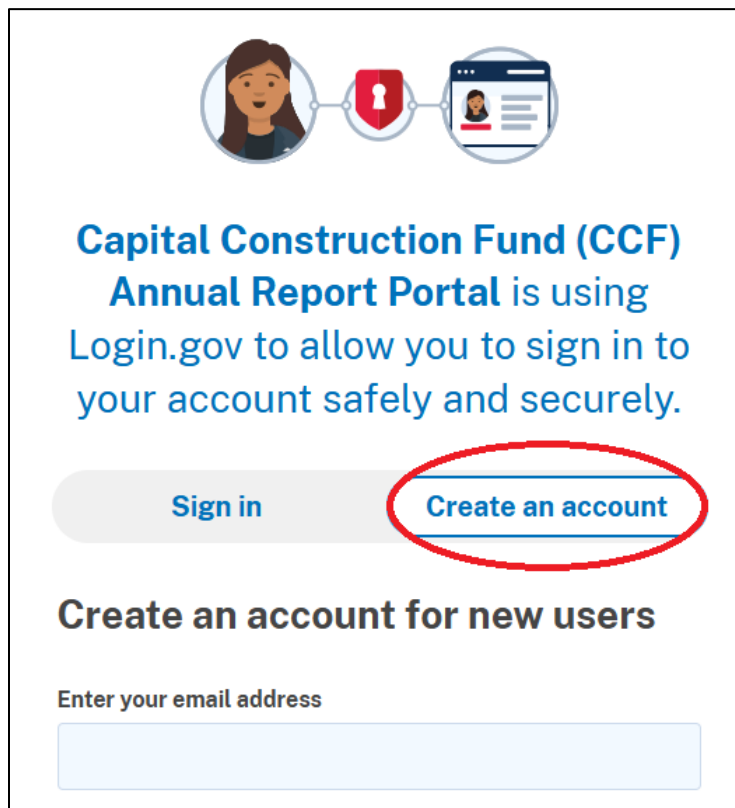 Capital Construction Fund (CCF)
Annual Report Portal is using
Login.gov to allow you to sign in to
your account safely and securely.
Sign in
Create an account
Create an account for new users
Enter your email address